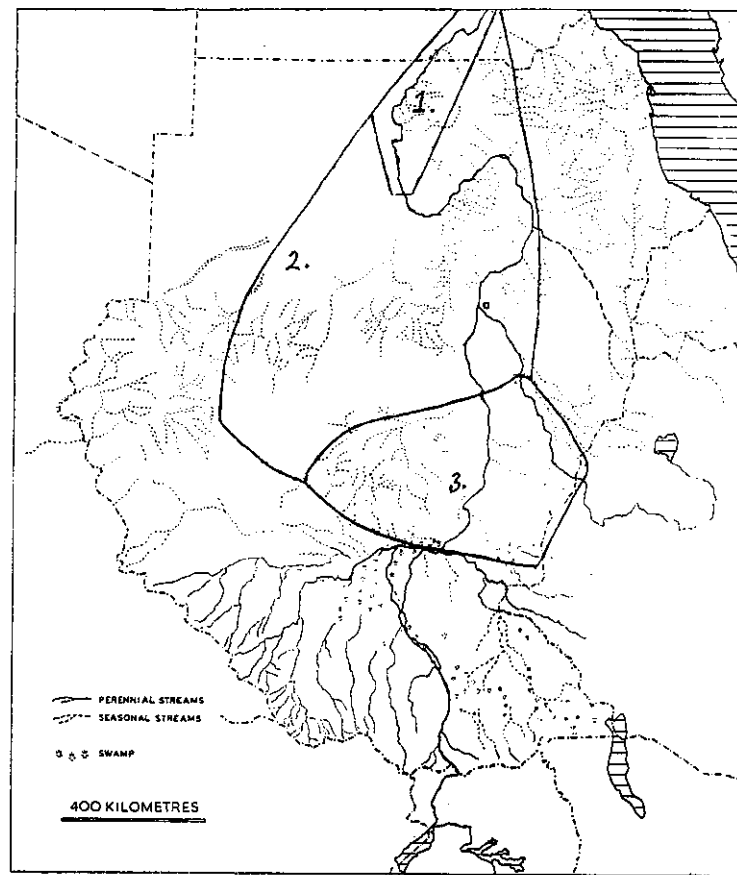 1.
2.
3.
PERENNIAL STREAMS
SEASONAL STREAMS
SWAMP
400 KILOMETRES